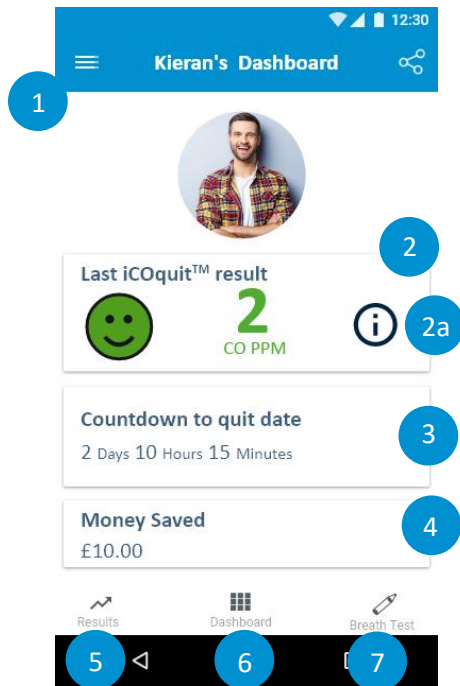 12:30
Kieran's Dashboard
1
2
Last iCOquit™ result
2
CO PPM
2a
Countdown to quit date
2 Days 10 Hours 15 Minutes
3
Money Saved
4
£10.00
Results
Dashboard
Breath Test
5
6
7